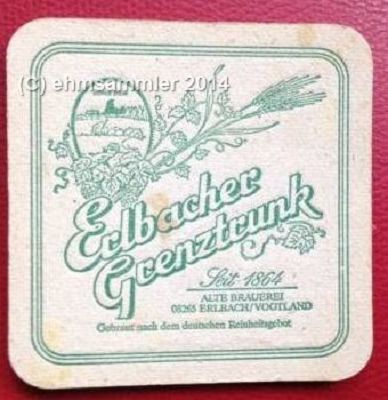 (C) ehmsammler 2014
Erlbacher
Grenztrunk
Seit 1864
ALTE BRAUEREI
08265 ERLBACH/VOGTLAND
Gebraut nach dem deutschen Reinheitsgebot